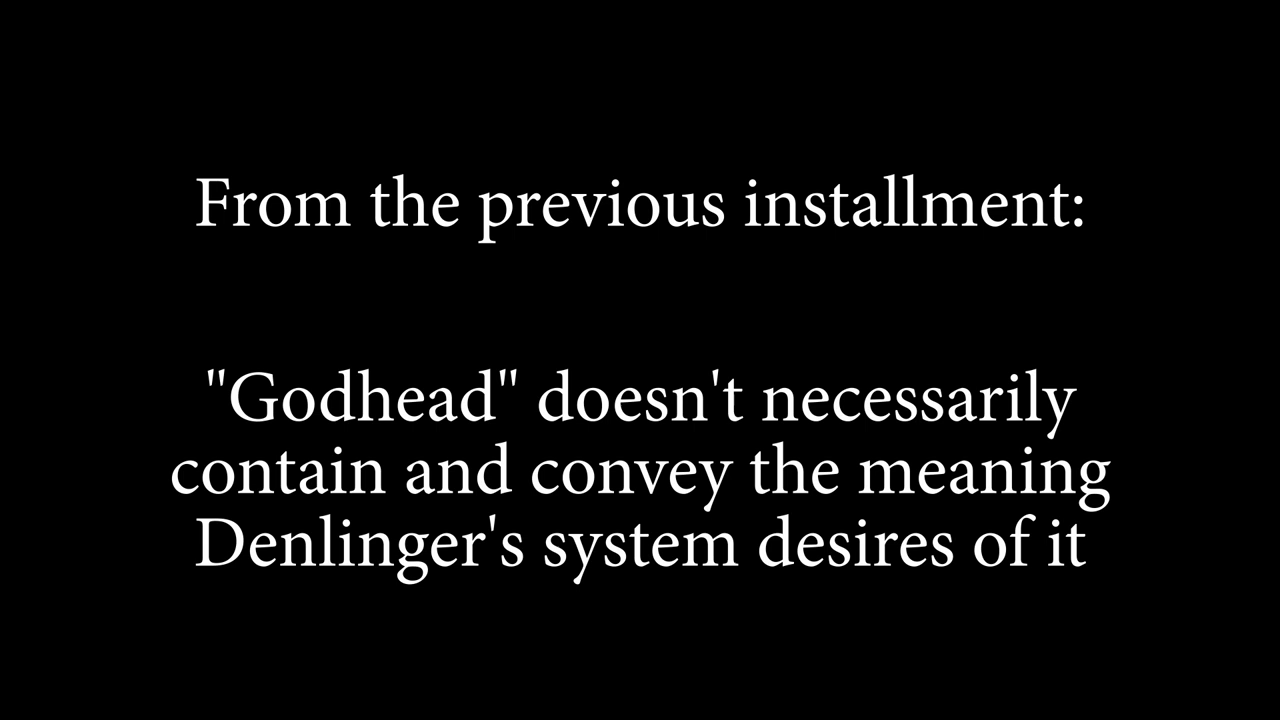 From the previous installment:
"Godhead" doesn't necessarily
contain and convey the meaning
Denlinger's system desires of it